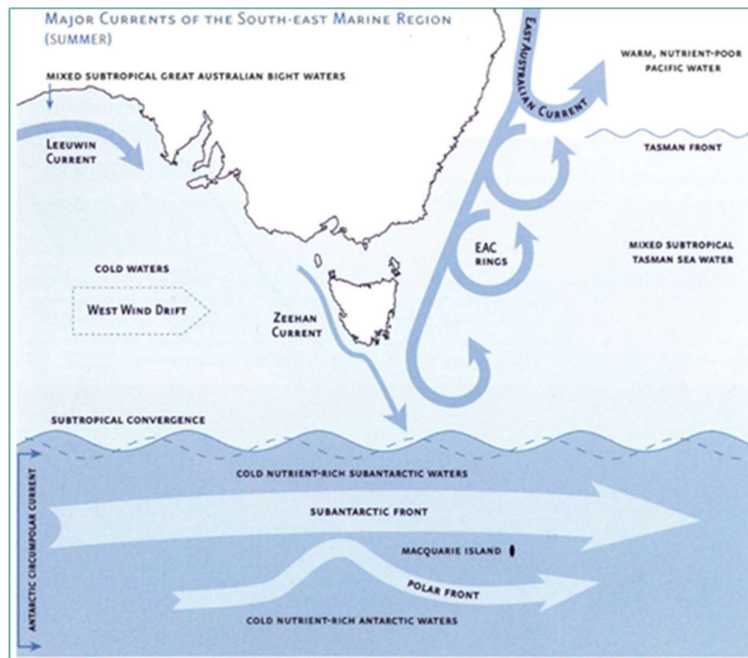 MAJOR CURRENTS OF THE SOUTH-EAST MARINE REGION
(SUMMER)
MIXED SUBTROPICAL GREAT AUSTRALIAN BIGHT WATERS
LEEUWIN
CURRENT
EAST AUSTRALIAN CURRENT
WARM, NUTRIENT-POOR
PACIFIC WATER
TASMAN FRONT
EAC
RINGS
MIXED SUBTROPICAL
TASMAN SEA WATER
COLD WATERS
WEST WIND DRIFT
ZEEHAN
CURRENT
SUBTROPICAL CONVERGENCE
ANTARCTIC CIRCUMPOLAR CURRENT
COLD NUTRIENT-RICH SUBANTARCTIC WATERS
SUBANTARCTIC FRONT
MACQUARIE ISLAND
POLAR FRONT
COLD NUTRIENT-RICH ANTARCTIC WATERS